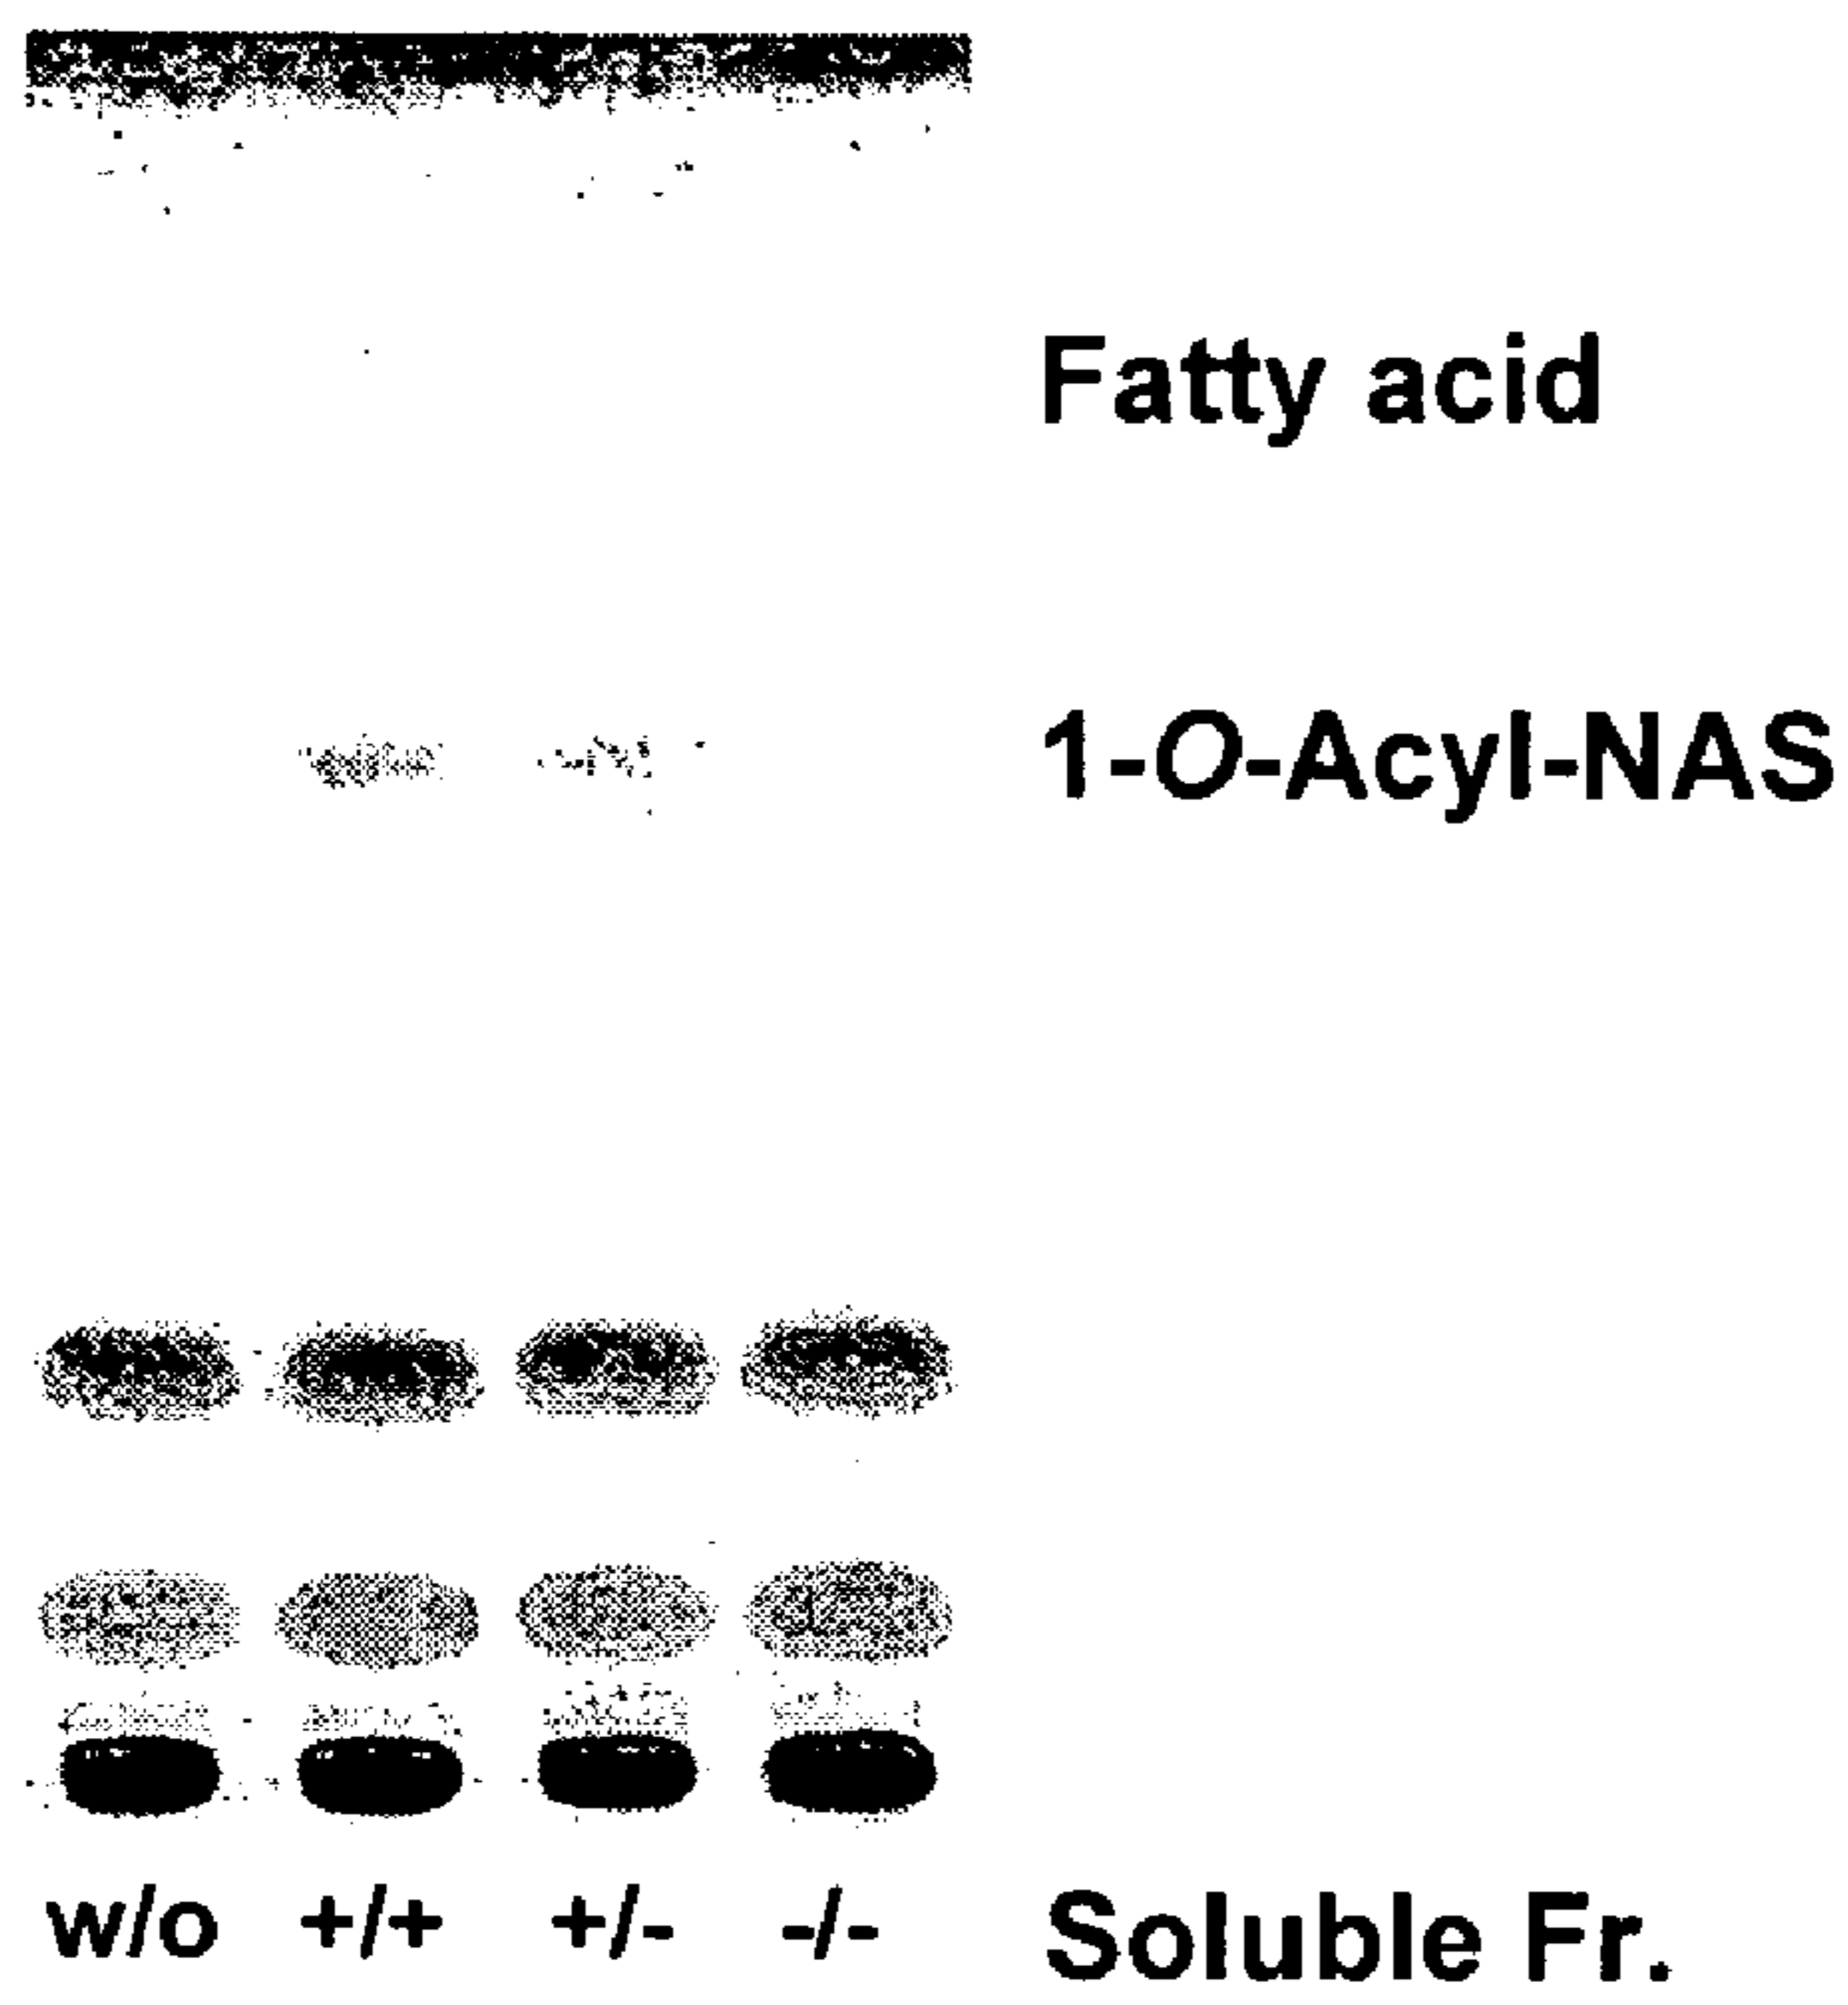 Fatty acid
1-O-Acyl-NAS
w/o +/+ +/- -/- Soluble Fr.